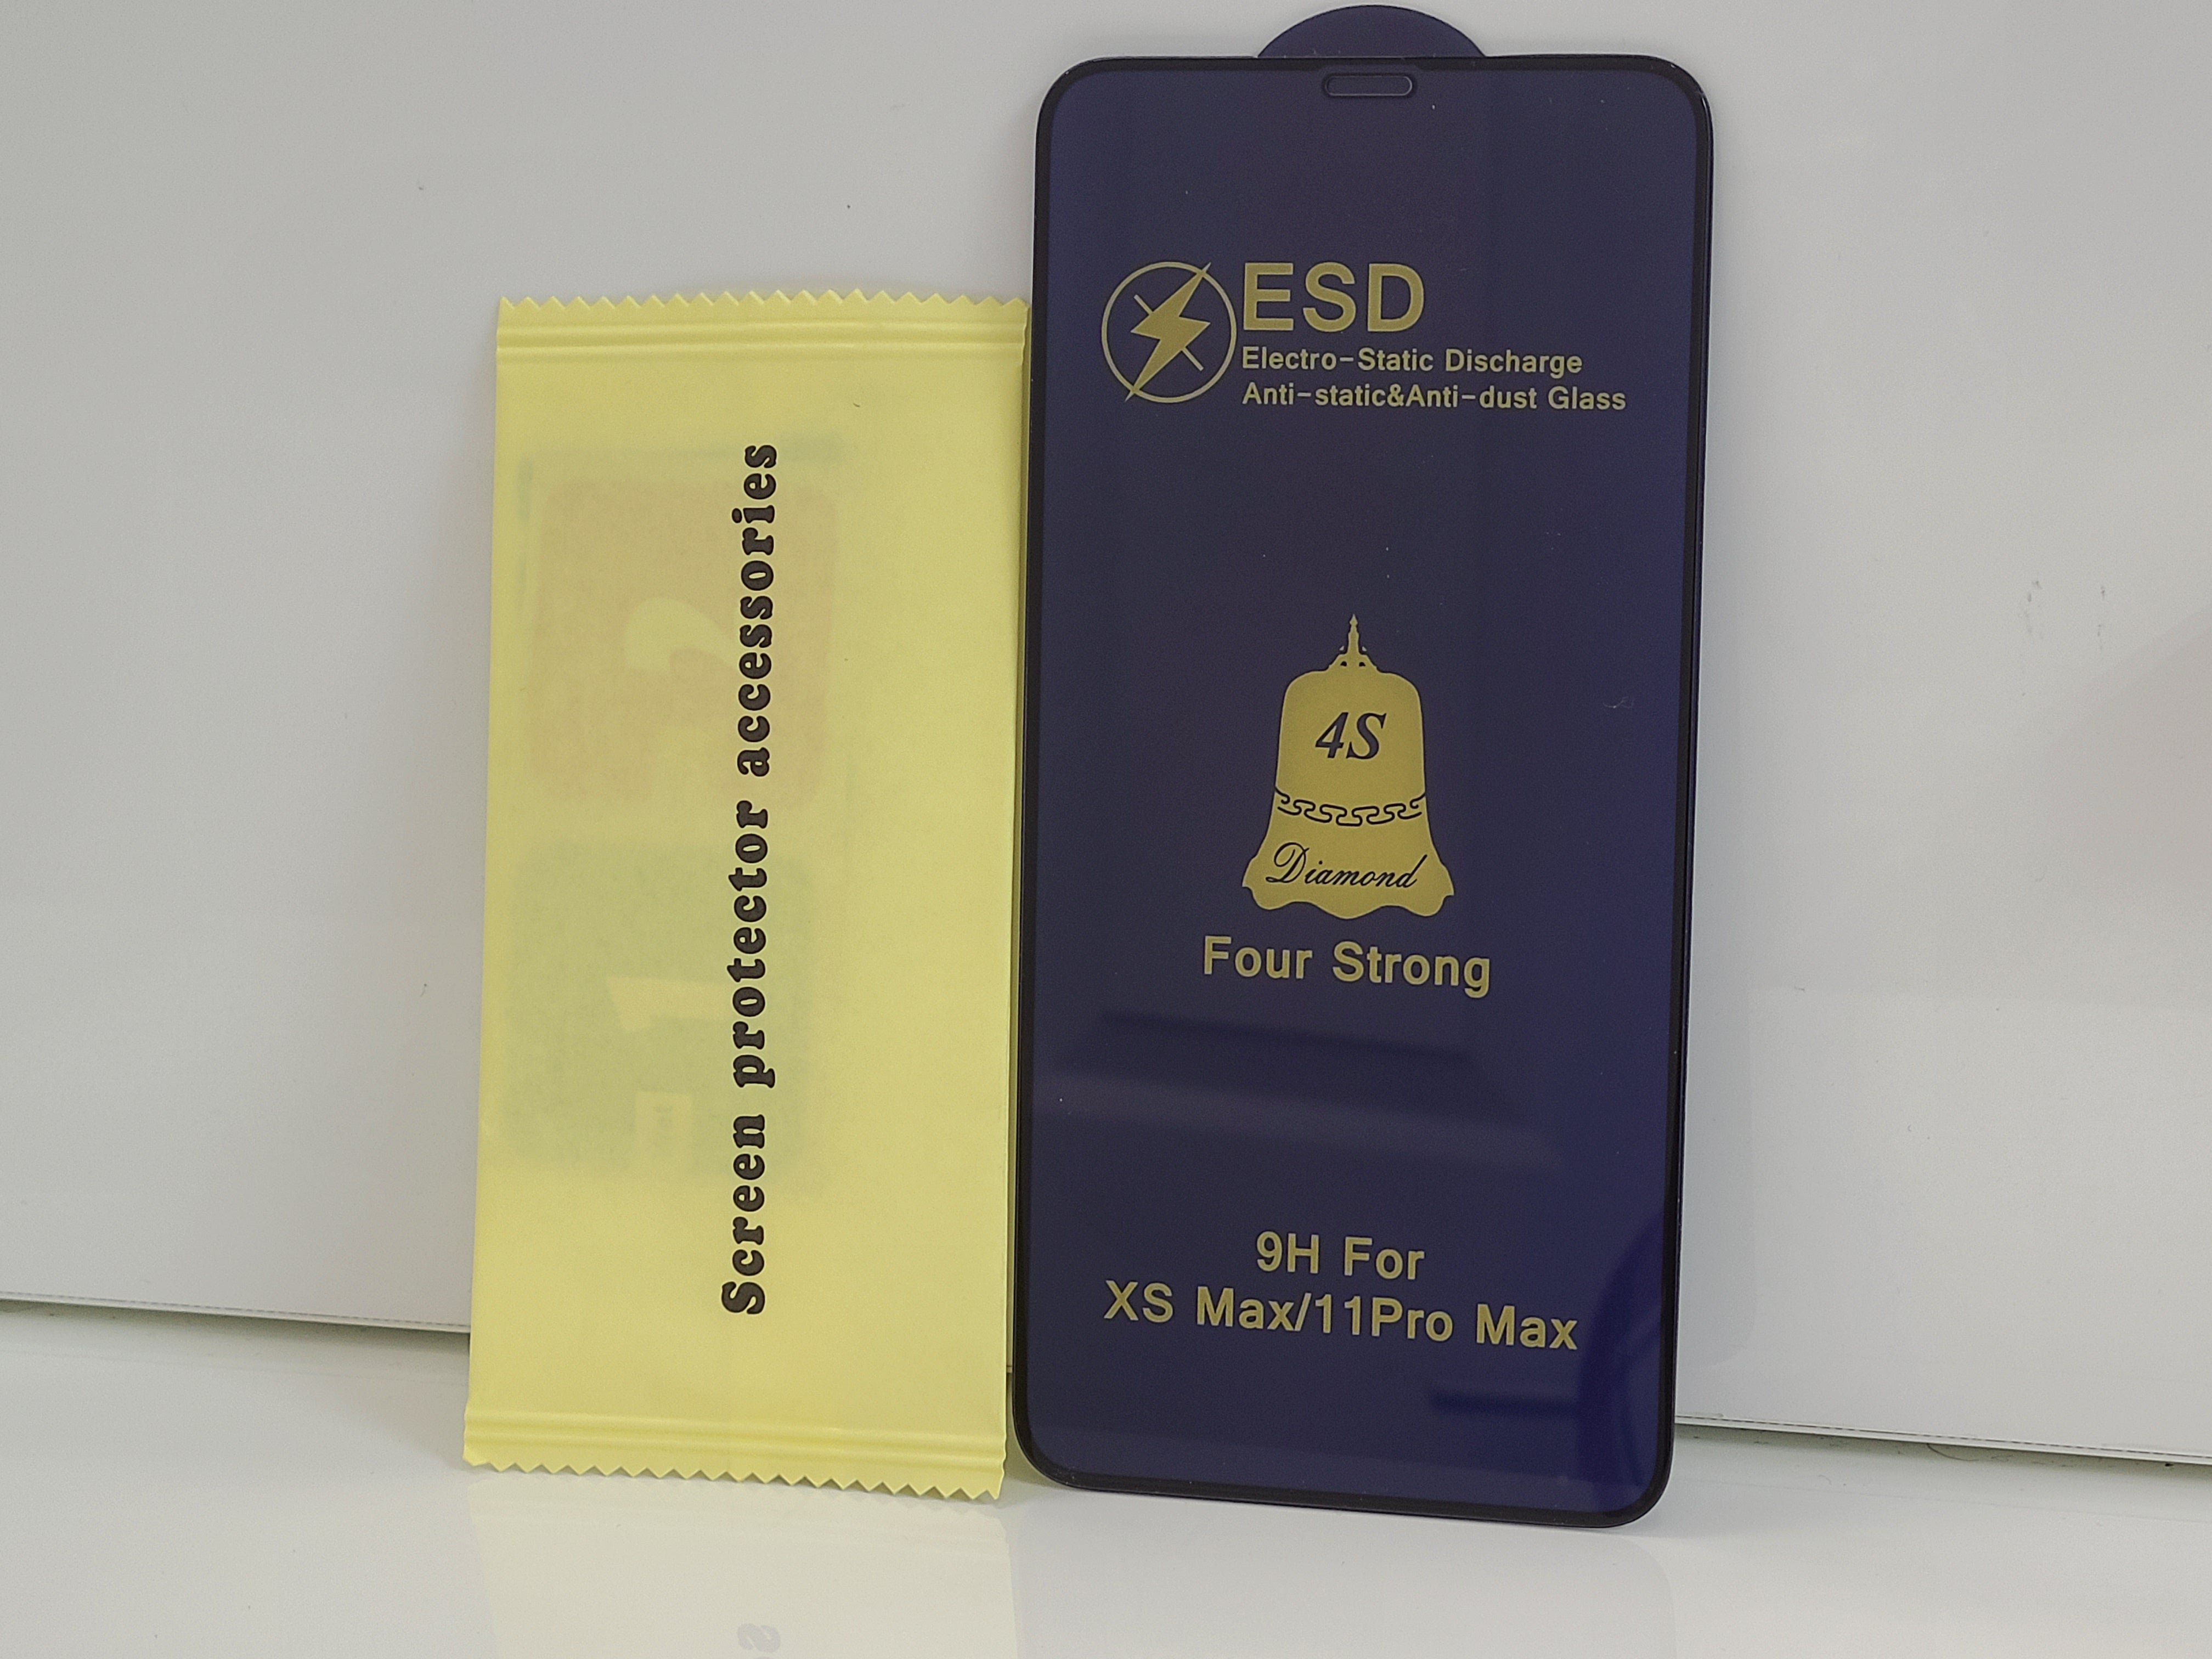 Screen protector accessories
ESD
Electro-Static Discharge
Anti-static&Anti-dust Glass
4S
Diamond
Four Strong
9H For
XS Max/11Pro Max